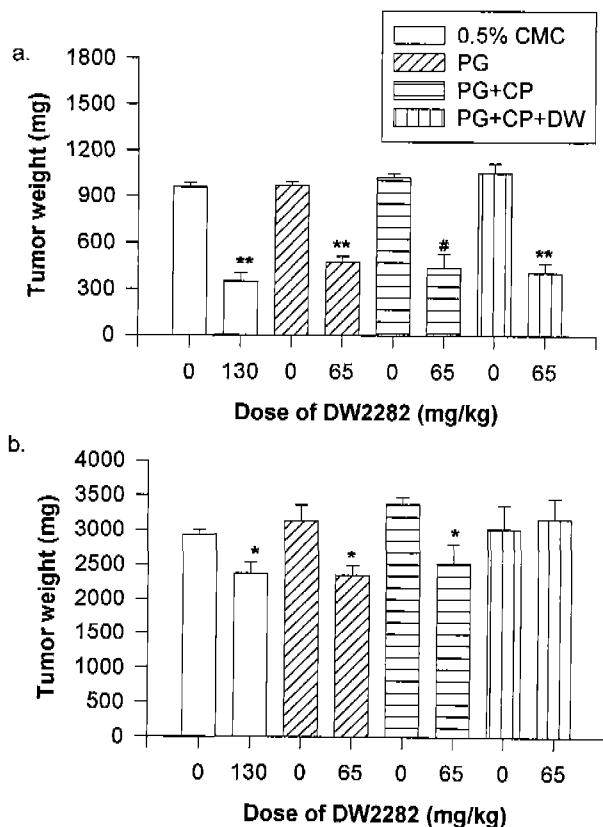 a.
0.5% CMC
PG
PG+CP
PG+CP+DW
Tumor weight (mg)
1800
1500
1200
900
600
300
0
**
**
#
**
0 130 0 65 0 65 0 65
Dose of DW2282 (mg/kg)
b.
Tumor weight (mg)
4000
3500
3000
2500
2000
1500
1000
500
0
*
*
*
0 130 0 65 0 65 0 65
Dose of DW2282 (mg/kg)